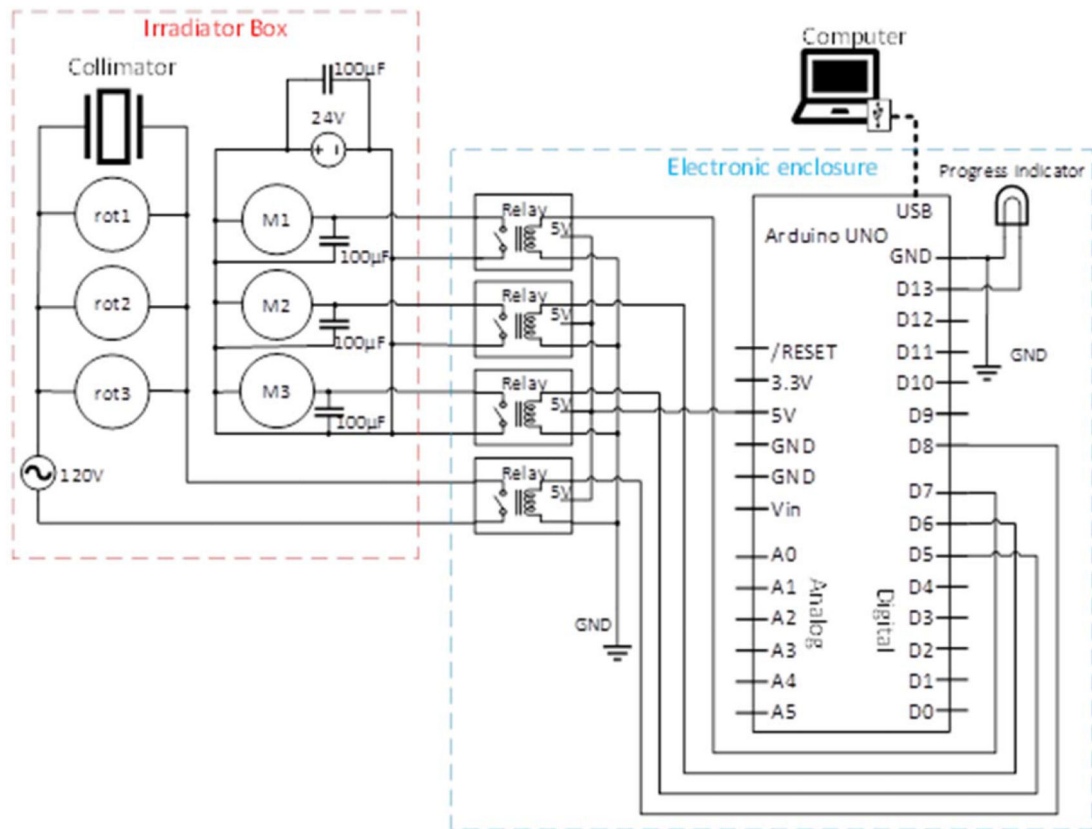 Irradiator Box
Collimator
100µF
24V
rot1
rot2
rot3
120V
M1
100µF
M2
100µF
M3
100µF
Computer
Electronic enclosure
Progress Indicator
Relay
5V
Relay
5V
Relay
5V
Relay
5V
GND
USB
Arduino UNO
GND
D13
D12
D11
D10
D9
D8
D7
D6
D5
D4
D3
D2
D1
D0
GND
/RESET
3.3V
5V
GND
GND
Vin
A0
A1
A2
A3
A4
A5
Analog
Digital